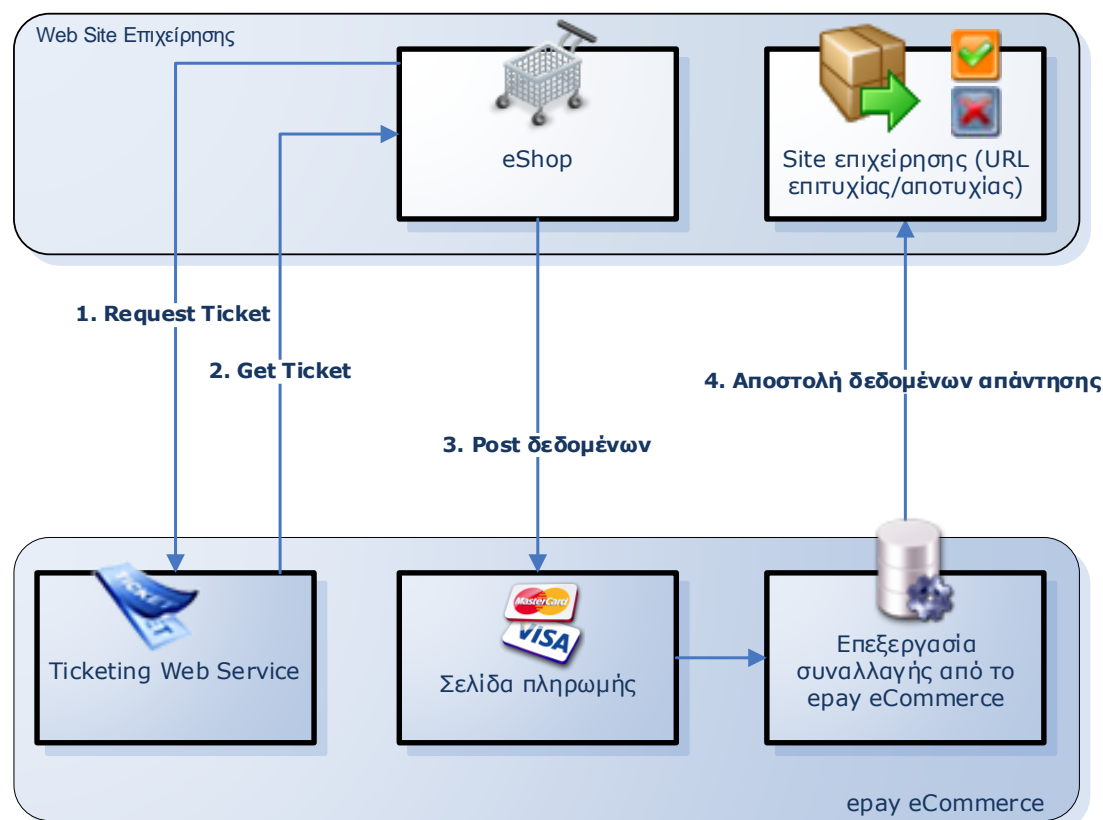 Web Site Επιχείρησης
eShop
Site επιχείρησης (URL
επιτυχίας/αποτυχίας)
1. Request Ticket
2. Get Ticket
4. Αποστολή δεδομένων απάντησης
3. Post δεδομένων
TICKET
MasterCard
VISA
Ticketing Web Service
Σελίδα πληρωμής
Επεξεργασία
συναλλαγής από το
epay eCommerce
epay eCommerce